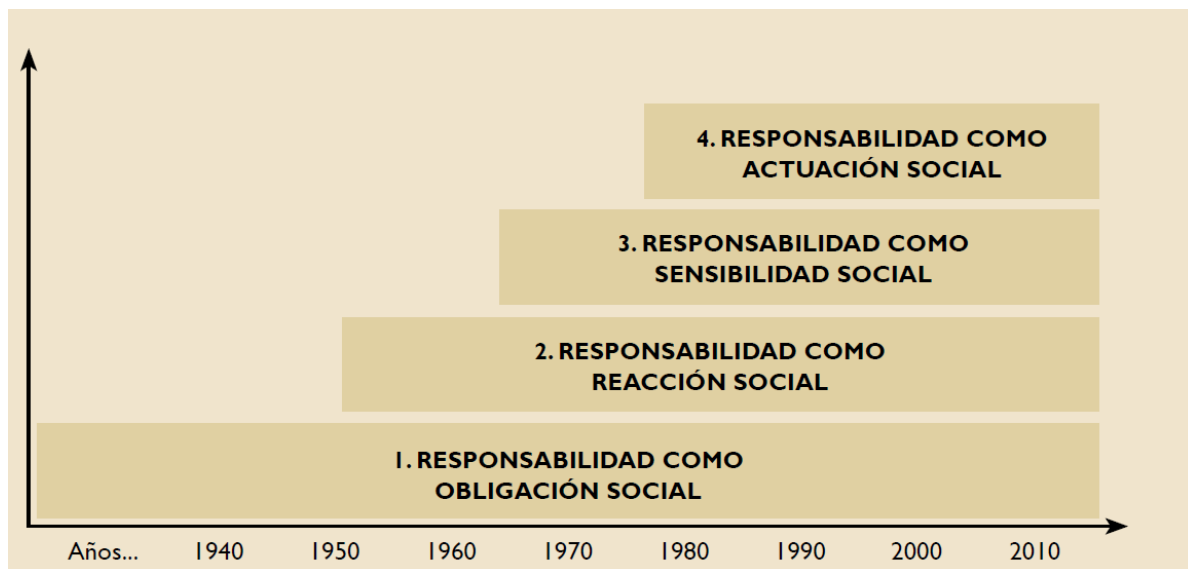 4. RESPONSABILIDAD COMO
ACTUACIÓN SOCIAL
3. RESPONSABILIDAD COMO
SENSIBILIDAD SOCIAL
2. RESPONSABILIDAD COMO
REACCIÓN SOCIAL
1. RESPONSABILIDAD COMO
OBLIGACIÓN SOCIAL
Años... 1940 1950 1960 1970 1980 1990 2000 2010